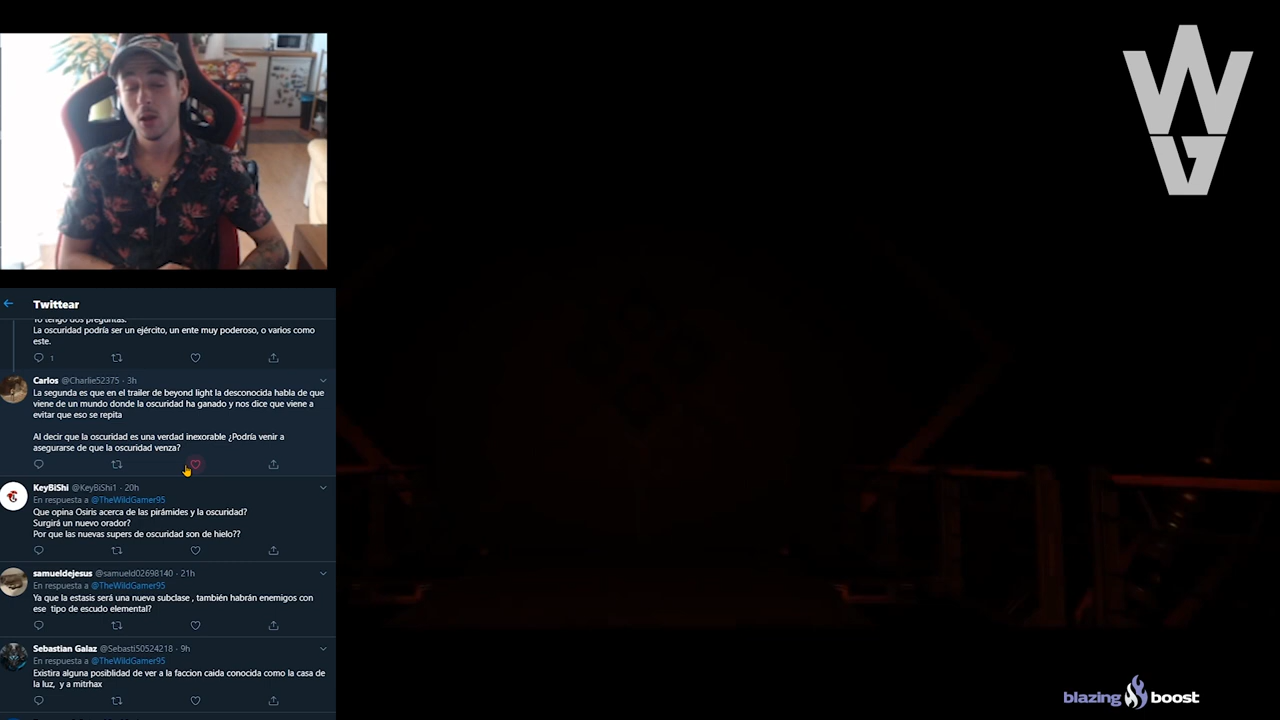 WG
Twittear
Yo tengo dos preguntas.
La oscuridad podría ser un ejército, un ente muy poderoso, o varios como
este.
1
Carlos @Charlie52375 · 3h
La segunda es que en el trailer de beyond light la desconocida habla de que
viene de un mundo donde la oscuridad ha ganado y nos dice que viene a
evitar que eso se repita
Al decir que la oscuridad es una verdad inexorable ¿Podría venir a
asegurarse de que la oscuridad venza?
KeyBiShi @KeyBiShi1 · 20h
En respuesta a @TheWildGamer95
Que opina Osiris acerca de las pirámides y la oscuridad?
Surgirá un nuevo orador?
Por que las nuevas supers de oscuridad son de hielo??
samueldejesus @samueld02698140 · 21h
En respuesta a @TheWildGamer95
Ya que la estasis será una nueva subclase , también habrán enemigos con
ese tipo de escudo elemental?
Sebastian Galaz @Sebasti50524218 · 9h
En respuesta a @TheWildGamer95
Existira alguna posiblidad de ver a la faccion caida conocida como la casa de
la luz, y a mitrhax
blazing boost